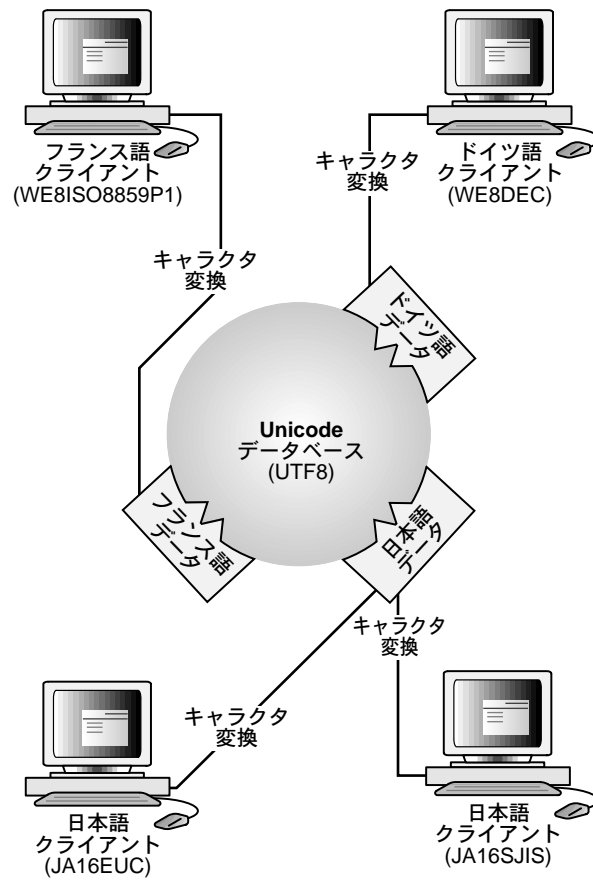 フランス語
クライアント
(WE8ISO8859P1)
ドイツ語
クライアント
(WE8DEC)
キャラクタ
変換
キャラクタ
変換
ドイツ語
データ
Unicode
データベース
(UTF8)
フランス語
データ
日本語
データ
キャラクタ
変換
キャラクタ
変換
日本語
クライアント
(JA16EUC)
日本語
クライアント
(JA16SJIS)